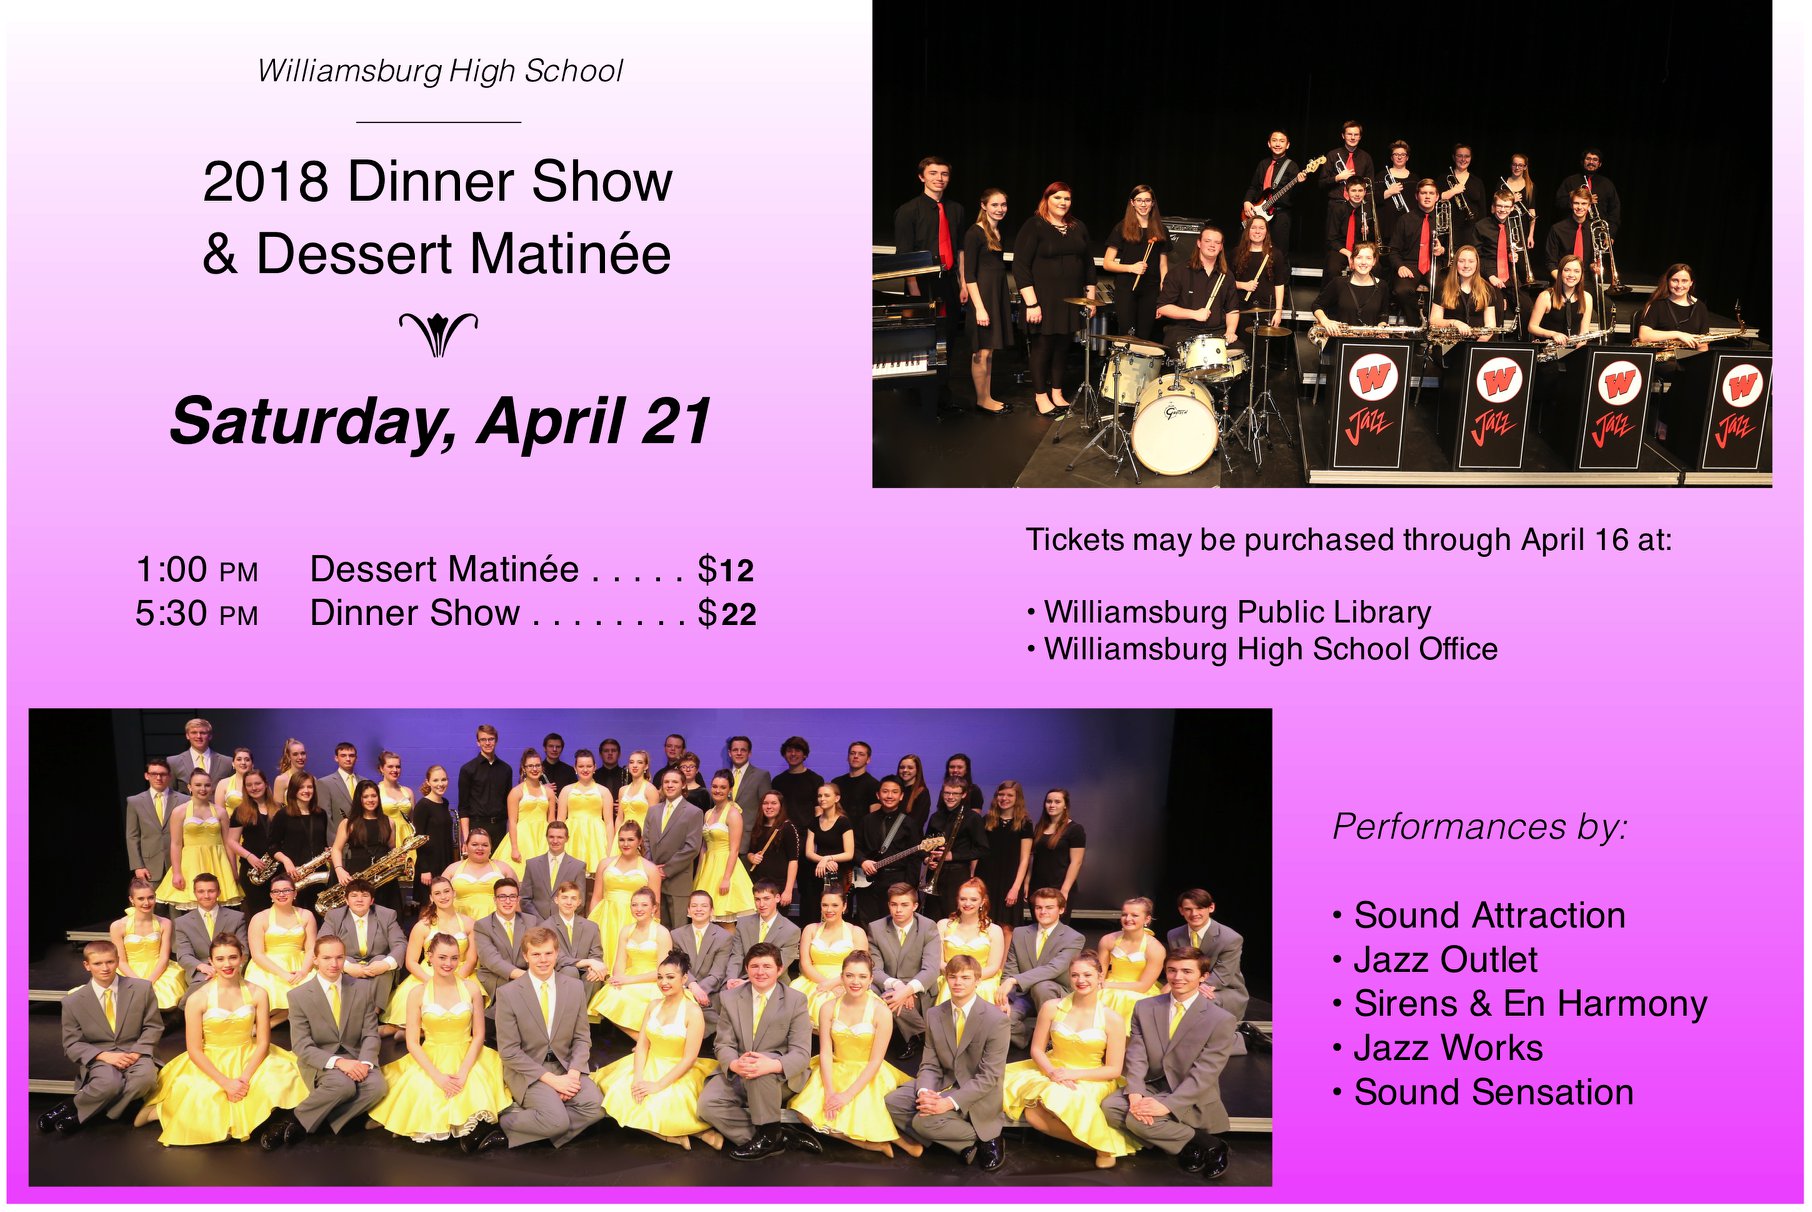 Williamsburg High School
2018 Dinner Show
& Dessert Matinée
Saturday, April 21
1:00 PM Dessert Matinée . . . . . $12
5:30 PM Dinner Show . . . . . . . . $22
Tickets may be purchased through April 16 at:
• Williamsburg Public Library
• Williamsburg High School Office
Performances by:
• Sound Attraction
• Jazz Outlet
• Sirens & En Harmony
• Jazz Works
• Sound Sensation
W
Jazz
W
Jazz
W
Jazz
W
Jazz
Gretsch